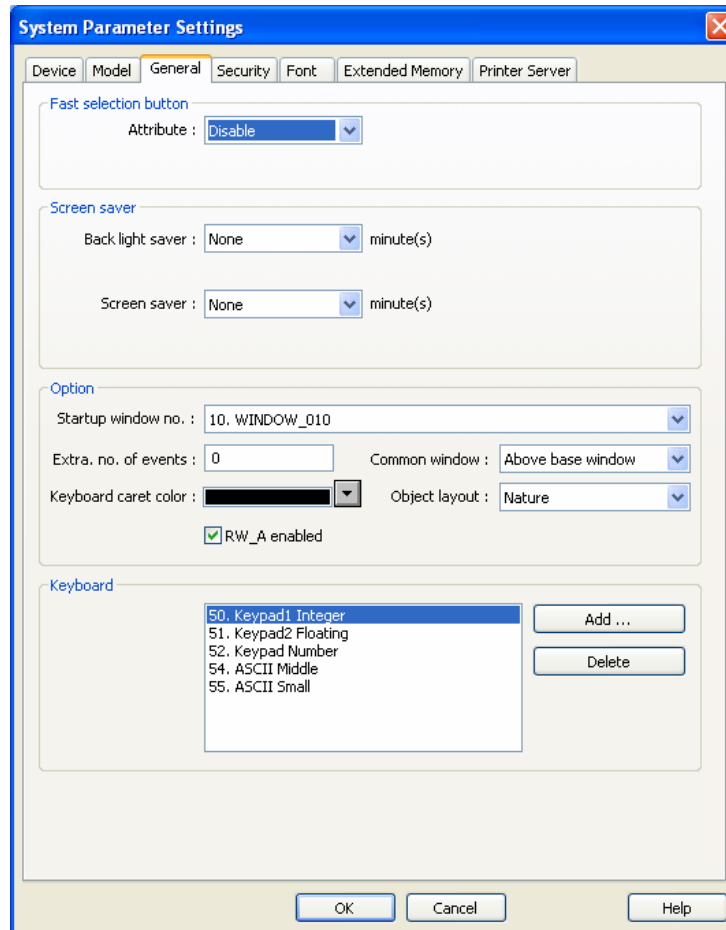 System Parameter Settings
Device Model General Security Font Extended Memory Printer Server
Fast selection button
Attribute : Disable
Screen saver
Back light saver : None minute(s)
Screen saver : None minute(s)
Option
Startup window no. : 10. WINDOW_010
Extra. no. of events : 0 Common window : Above base window
Keyboard caret color : Object layout : Nature
RW_A enabled
Keyboard
50. Keypad1 Integer Add ...
51. Keypad2 Floating
52. Keypad Number
54. ASCII Middle Delete
55. ASCII Small
OK Cancel Help